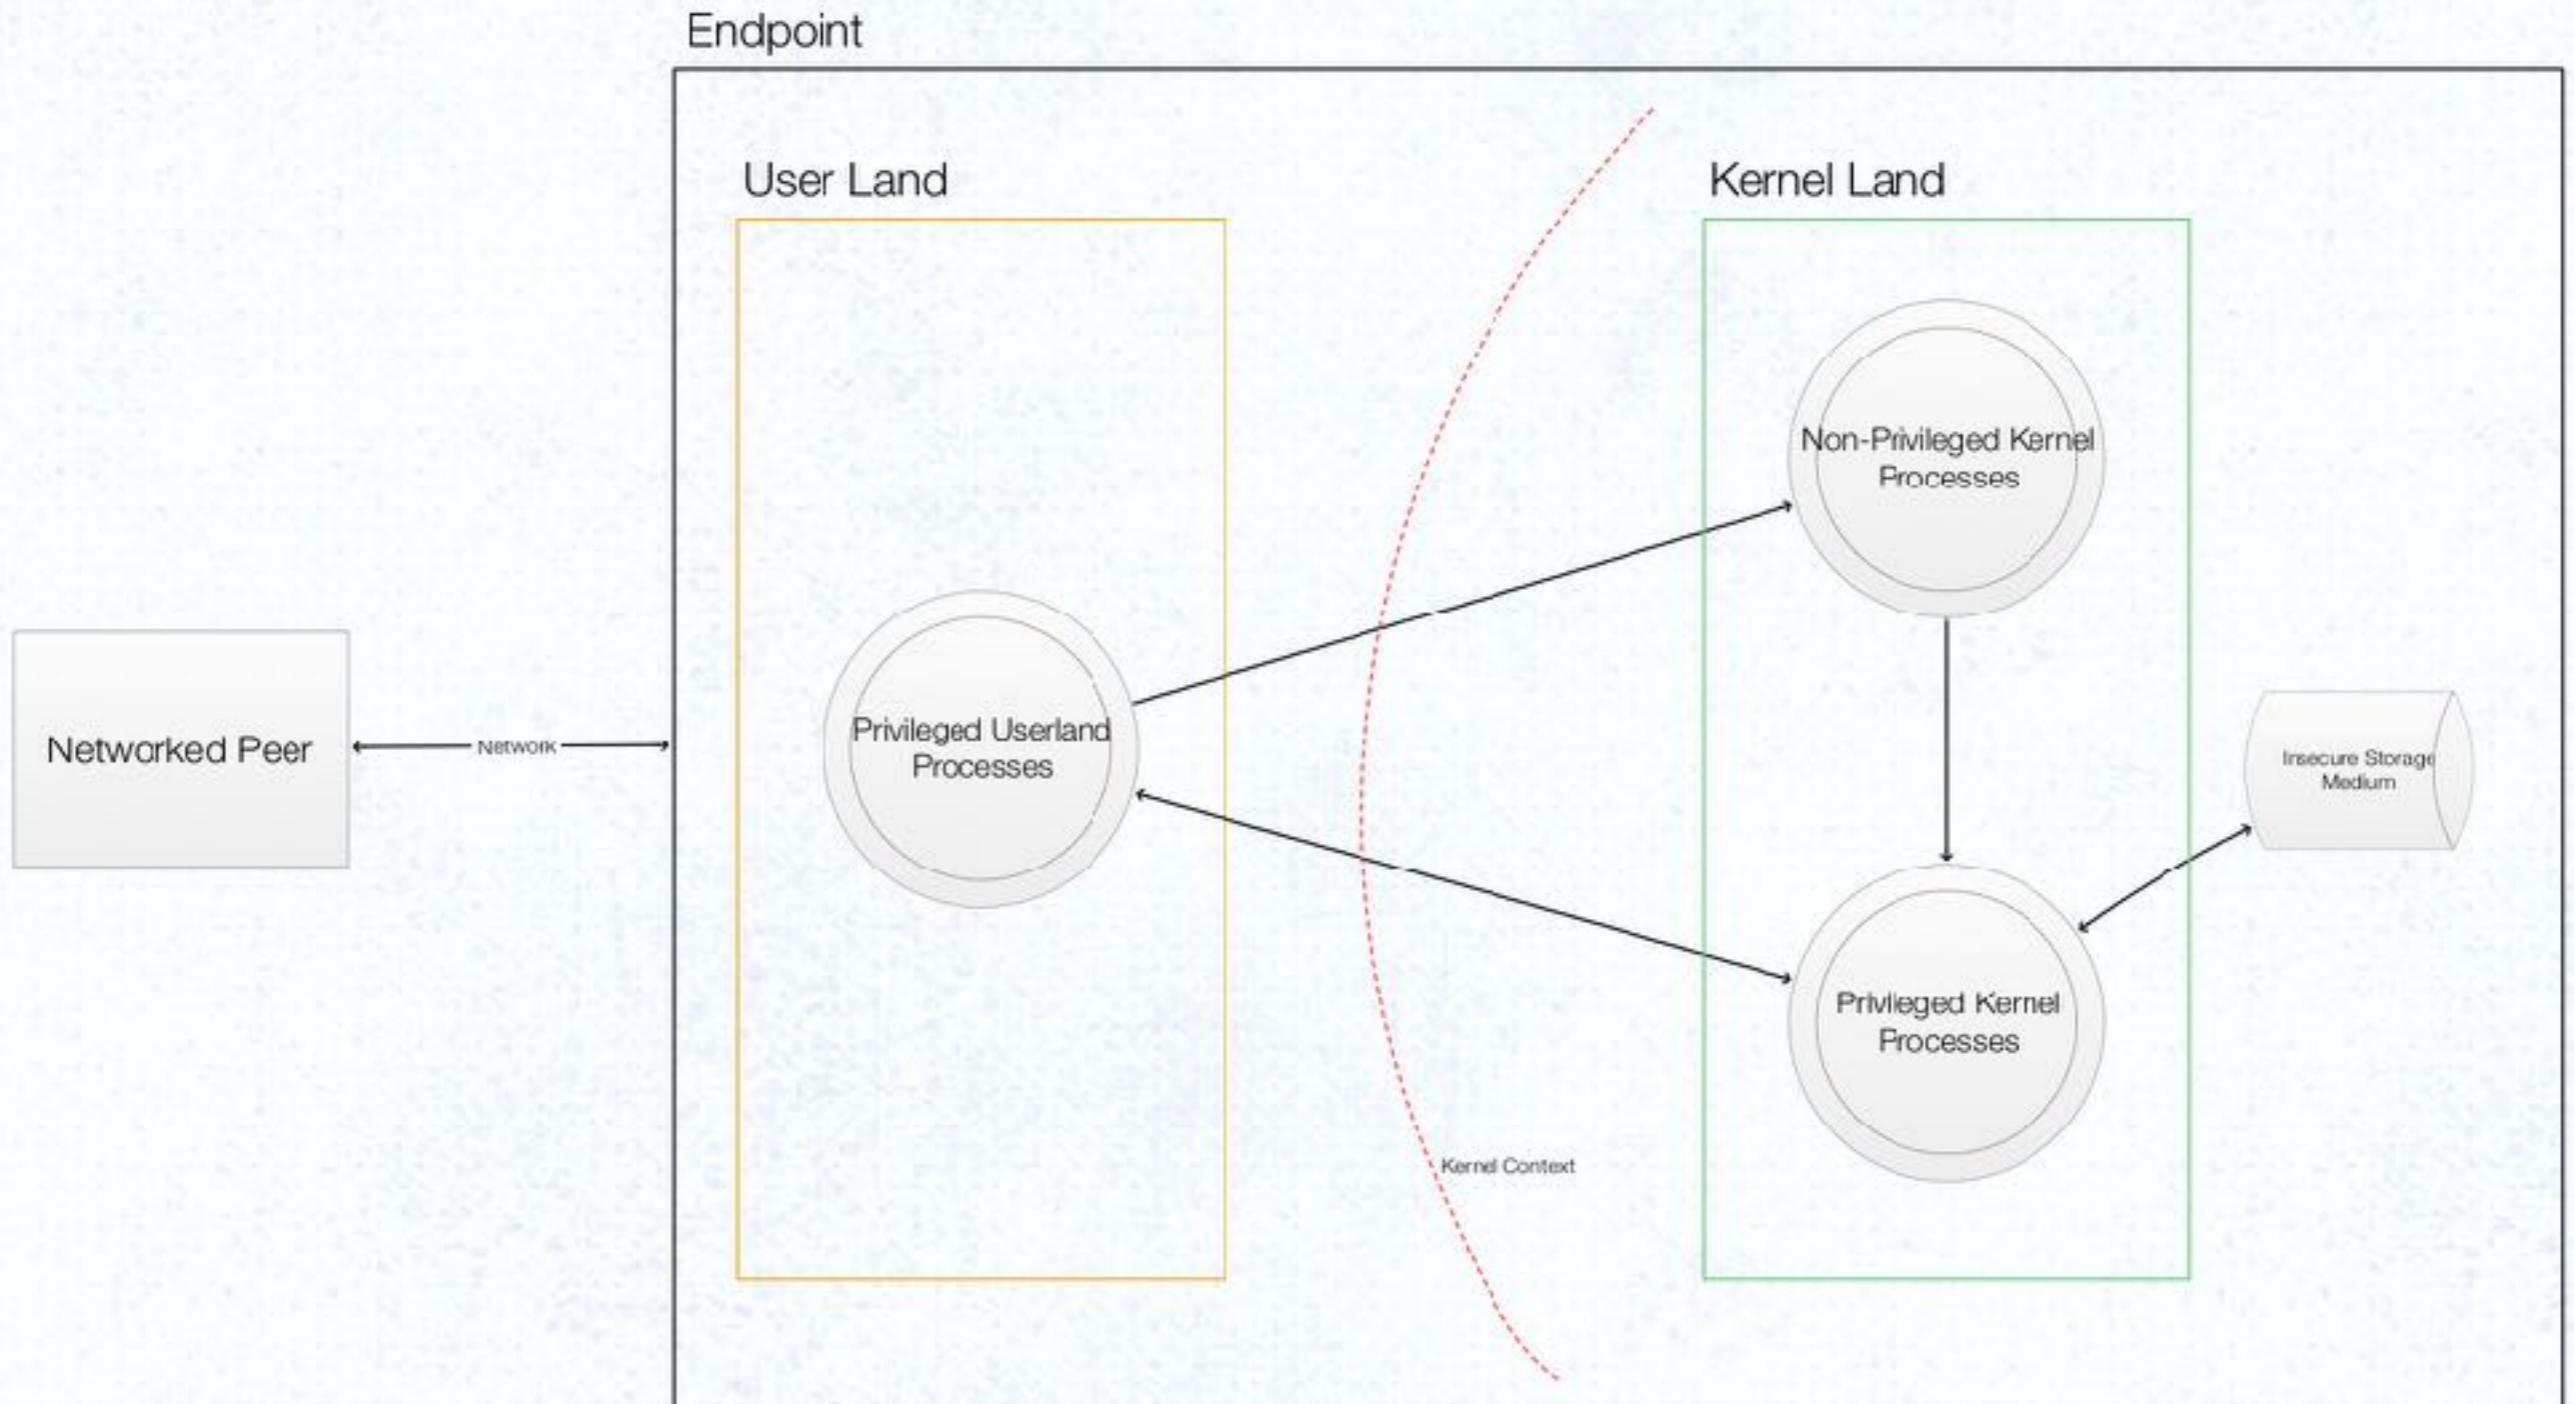 Endpoint
User Land
Kernel Land
Non-Privileged Kernel
Processes
Networked Peer
Network
Privileged Userland
Processes
Insecure Storage
Medium
Privileged Kernel
Processes
Kernel Context